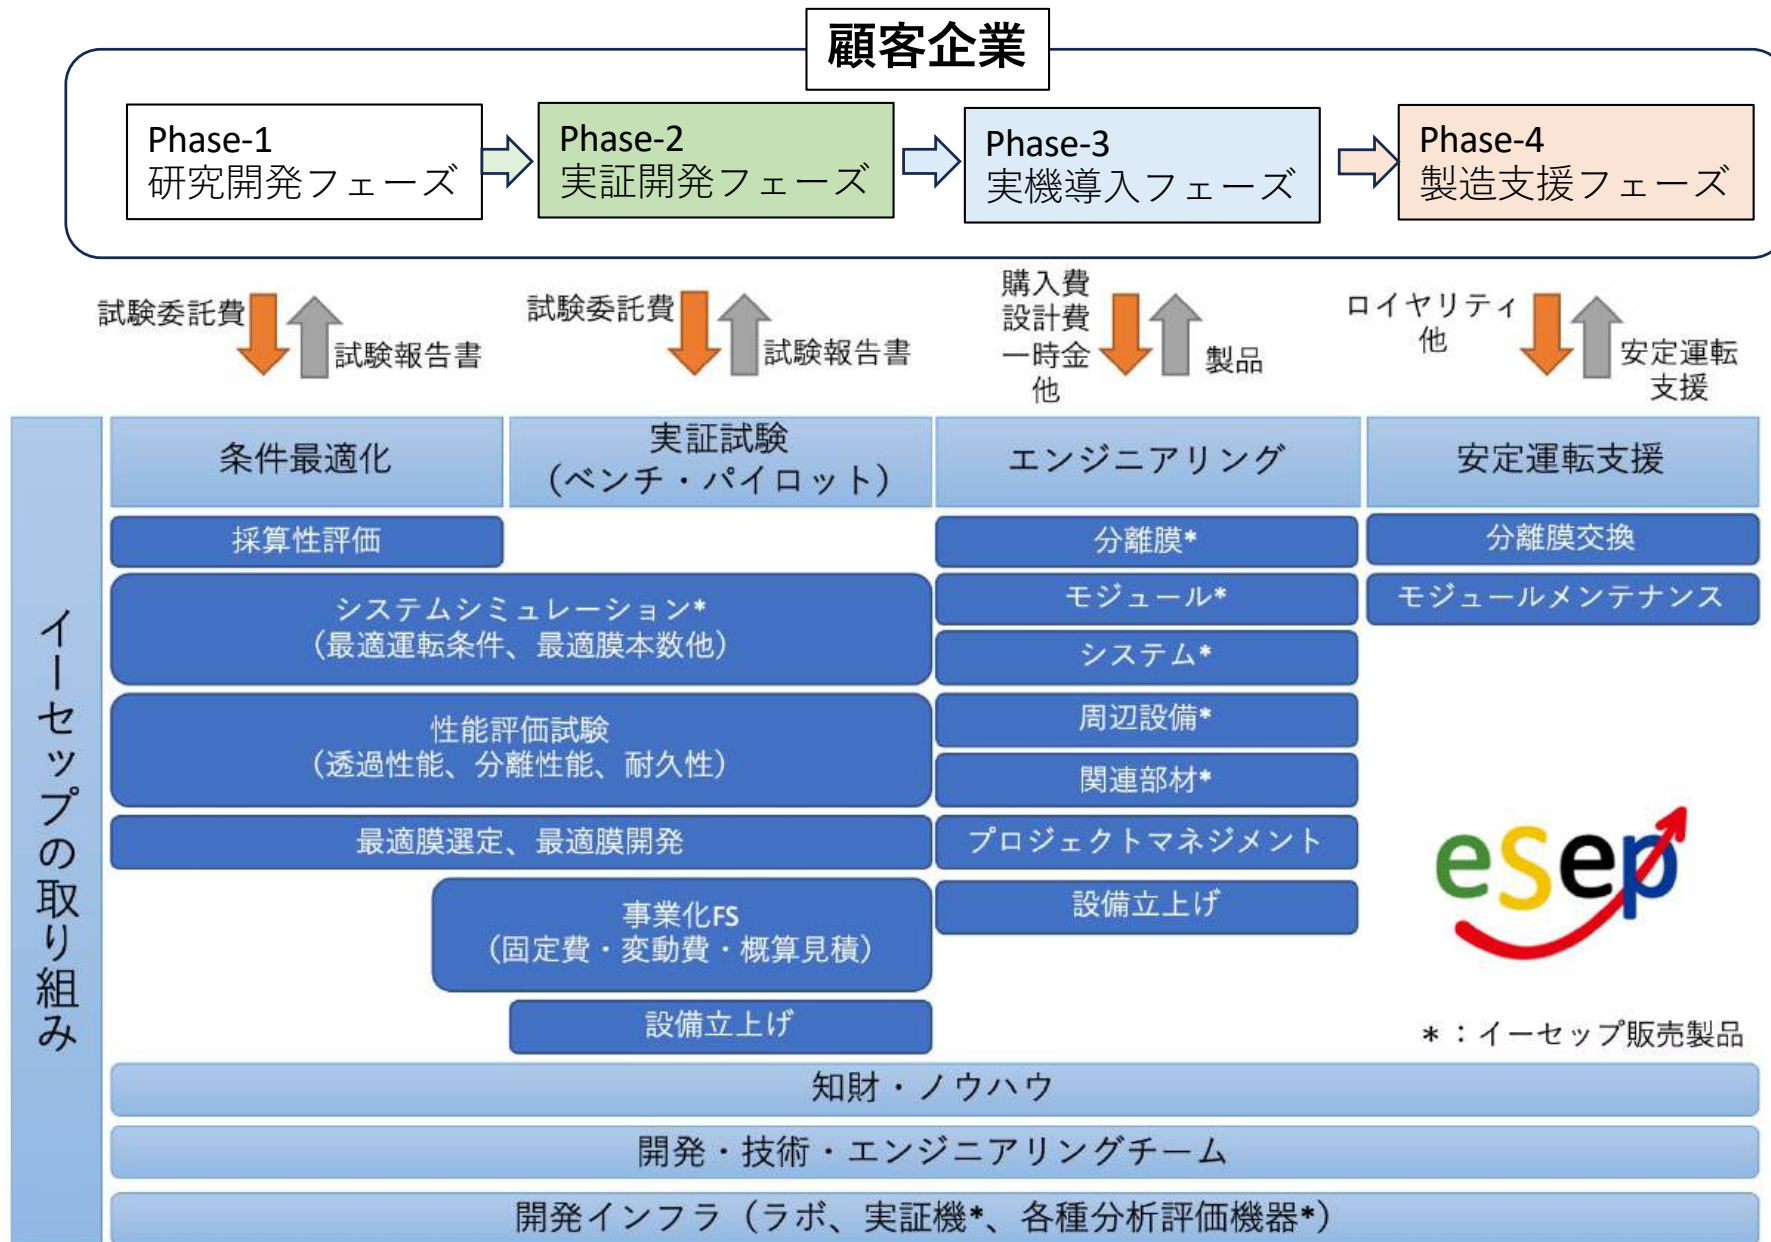 顧客企業
Phase-1
研究開発フェーズ
Phase-2
実証開発フェーズ
Phase-3
実機導入フェーズ
Phase-4
製造支援フェーズ
試験委託費
試験報告書
試験委託費
試験報告書
購入費
設計費
一時金
他
製品
ロイヤリティ
他
安定運転
支援
イーセップの取り組み
条件最適化
実証試験
（ベンチ・パイロット）
エンジニアリング
安定運転支援
採算性評価
分離膜*
分離膜交換
システムシミュレーション*
（最適運転条件、最適膜本数他）
モジュール*
モジュールメンテナンス
システム*
性能評価試験
（透過性能、分離性能、耐久性）
周辺設備*
関連部材*
最適膜選定、最適膜開発
プロジェクトマネジメント
事業化FS
（固定費・変動費・概算見積）
設備立上げ
設備立上げ
eSep
*：イーセップ販売製品
知財・ノウハウ
開発・技術・エンジニアリングチーム
開発インフラ（ラボ、実証機*、各種分析評価機器*）